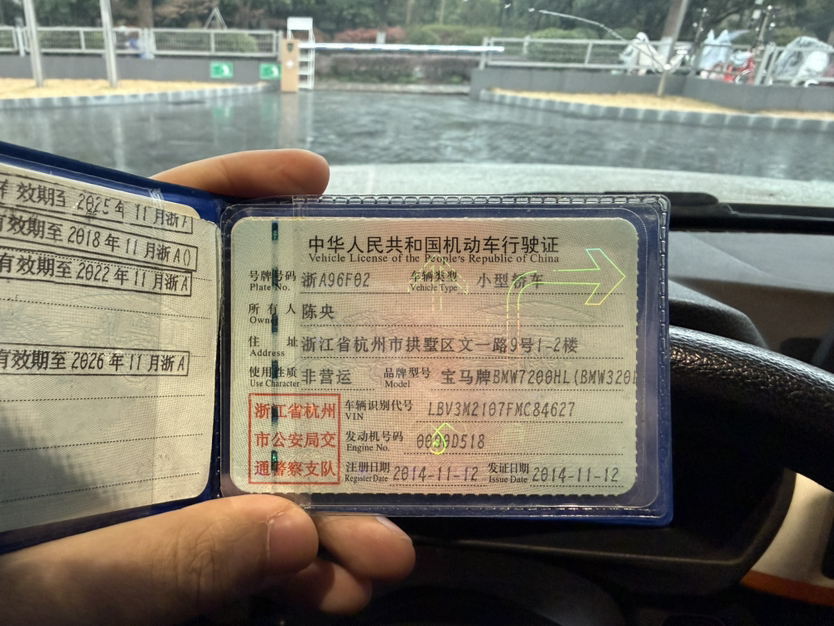 效期至 2025年 11月浙A
有效期至 2018年 11月浙A()
有效期至 2022年 11月浙A
有效期至 2026年 11月浙A
中华人民共和国机动车行驶证
Vehicle License of the People's Republic of China
号牌号码 浙A96F02 车辆类型 小型轿车
Plate No. Vehicle Type
所有人 陈央
Owner
住址 浙江省杭州市拱墅区文一路9号1-2楼
Address
使用性质 非营运 品牌型号 宝马牌BMW7200HL(BMW320l
Use Character Model
浙江省杭州
市公安局交
通警察支队
车辆识别代号 LBV3M2107FMC84627
VIN
发动机号码 D518
Engine No.
注册日期 2014-11-12 发证日期 2014-11-12
Register Date Issue Date